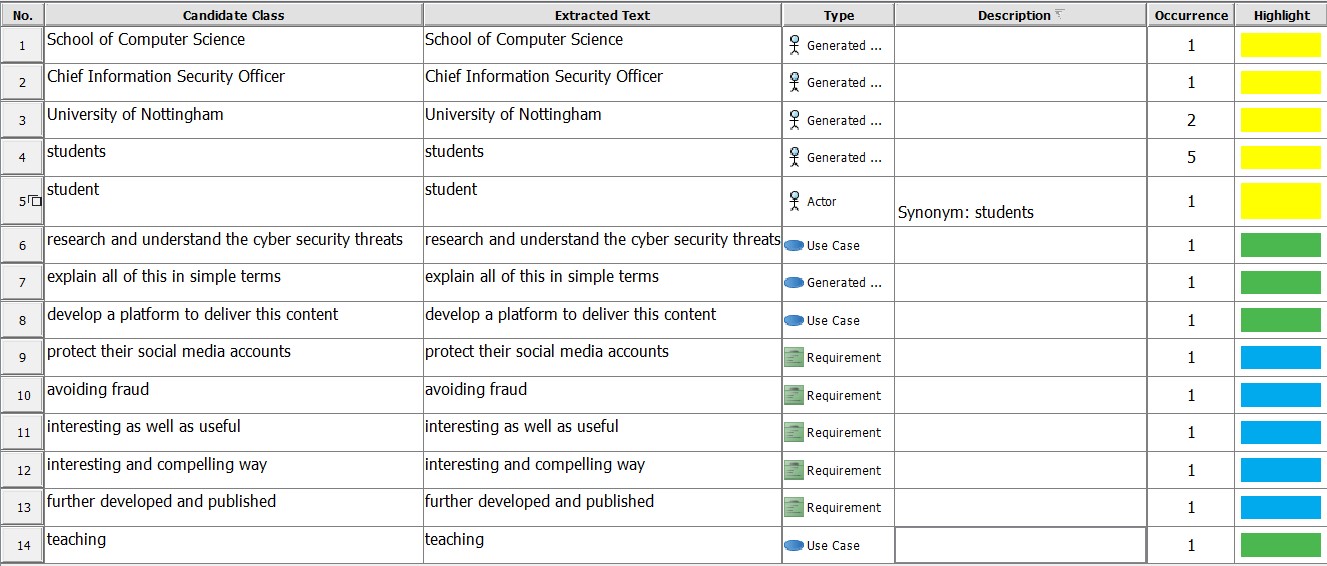 No. Candidate Class Extracted Text Type Description Occurrence Highlight
1 School of Computer Science School of Computer Science Generated ... 1
2 Chief Information Security Officer Chief Information Security Officer Generated ... 1
3 University of Nottingham University of Nottingham Generated ... 2
4 students students Generated ... 5
5 student student Actor Synonym: students 1
6 research and understand the cyber security threats research and understand the cyber security threats Use Case 1
7 explain all of this in simple terms explain all of this in simple terms Generated ... 1
8 develop a platform to deliver this content develop a platform to deliver this content Use Case 1
9 protect their social media accounts protect their social media accounts Requirement 1
10 avoiding fraud avoiding fraud Requirement 1
11 interesting as well as useful interesting as well as useful Requirement 1
12 interesting and compelling way interesting and compelling way Requirement 1
13 further developed and published further developed and published Requirement 1
14 teaching teaching Use Case 1